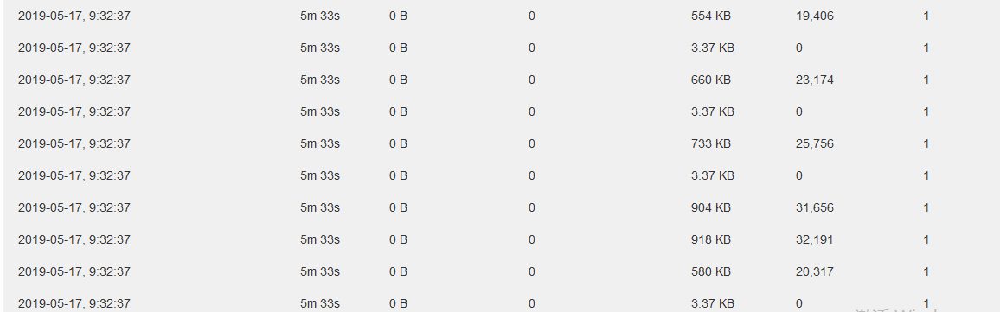 2019-05-17, 9:32:37 5m 33s 0 B 0 554 KB 19,406 1
2019-05-17, 9:32:37 5m 33s 0 B 0 3.37 KB 0 1
2019-05-17, 9:32:37 5m 33s 0 B 0 660 KB 23,174 1
2019-05-17, 9:32:37 5m 33s 0 B 0 3.37 KB 0 1
2019-05-17, 9:32:37 5m 33s 0 B 0 733 KB 25,756 1
2019-05-17, 9:32:37 5m 33s 0 B 0 3.37 KB 0 1
2019-05-17, 9:32:37 5m 33s 0 B 0 904 KB 31,656 1
2019-05-17, 9:32:37 5m 33s 0 B 0 918 KB 32,191 1
2019-05-17, 9:32:37 5m 33s 0 B 0 580 KB 20,317 1
2019-05-17, 9:32:37 5m 33s 0 B 0 3.37 KB 0 1